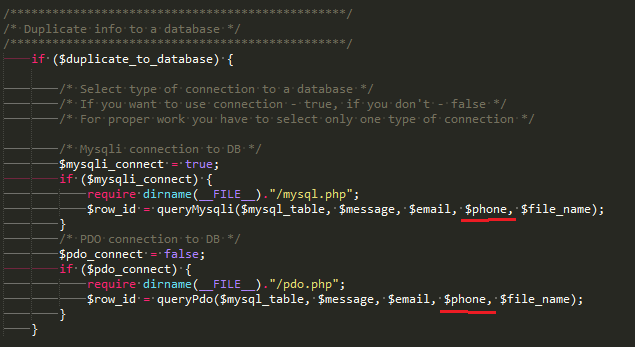 /************************************************/
/* Duplicate info to a database */
/************************************************/
if ($duplicate_to_database) {
/* Select type of connection to a database */
/* If you want to use connection - true, if you don't - false */
/* For proper work you have to select only one type of connection */
/* Mysqli connection to DB */
$mysqli_connect = true;
if ($mysqli_connect) {
require dirname(__FILE__)."/mysql.php";
$row_id = queryMysqli($mysql_table, $message, $email, $phone, $file_name);
}
/* PDO connection to DB */
$pdo_connect = false;
if ($pdo_connect) {
require dirname(__FILE__)."/pdo.php";
$row_id = queryPdo($mysql_table, $message, $email, $phone, $file_name);
}
}